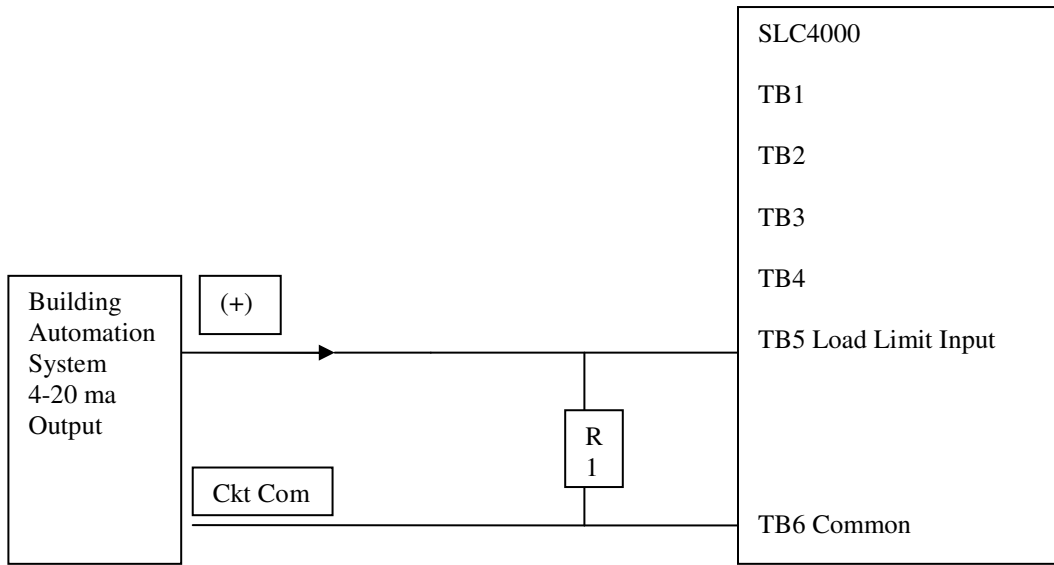 SLC4000
TB1
TB2
TB3
TB4
TB5 Load Limit Input
TB6 Common
Building
Automation
System
4-20 ma
Output
(+)
Ckt Com
R
1